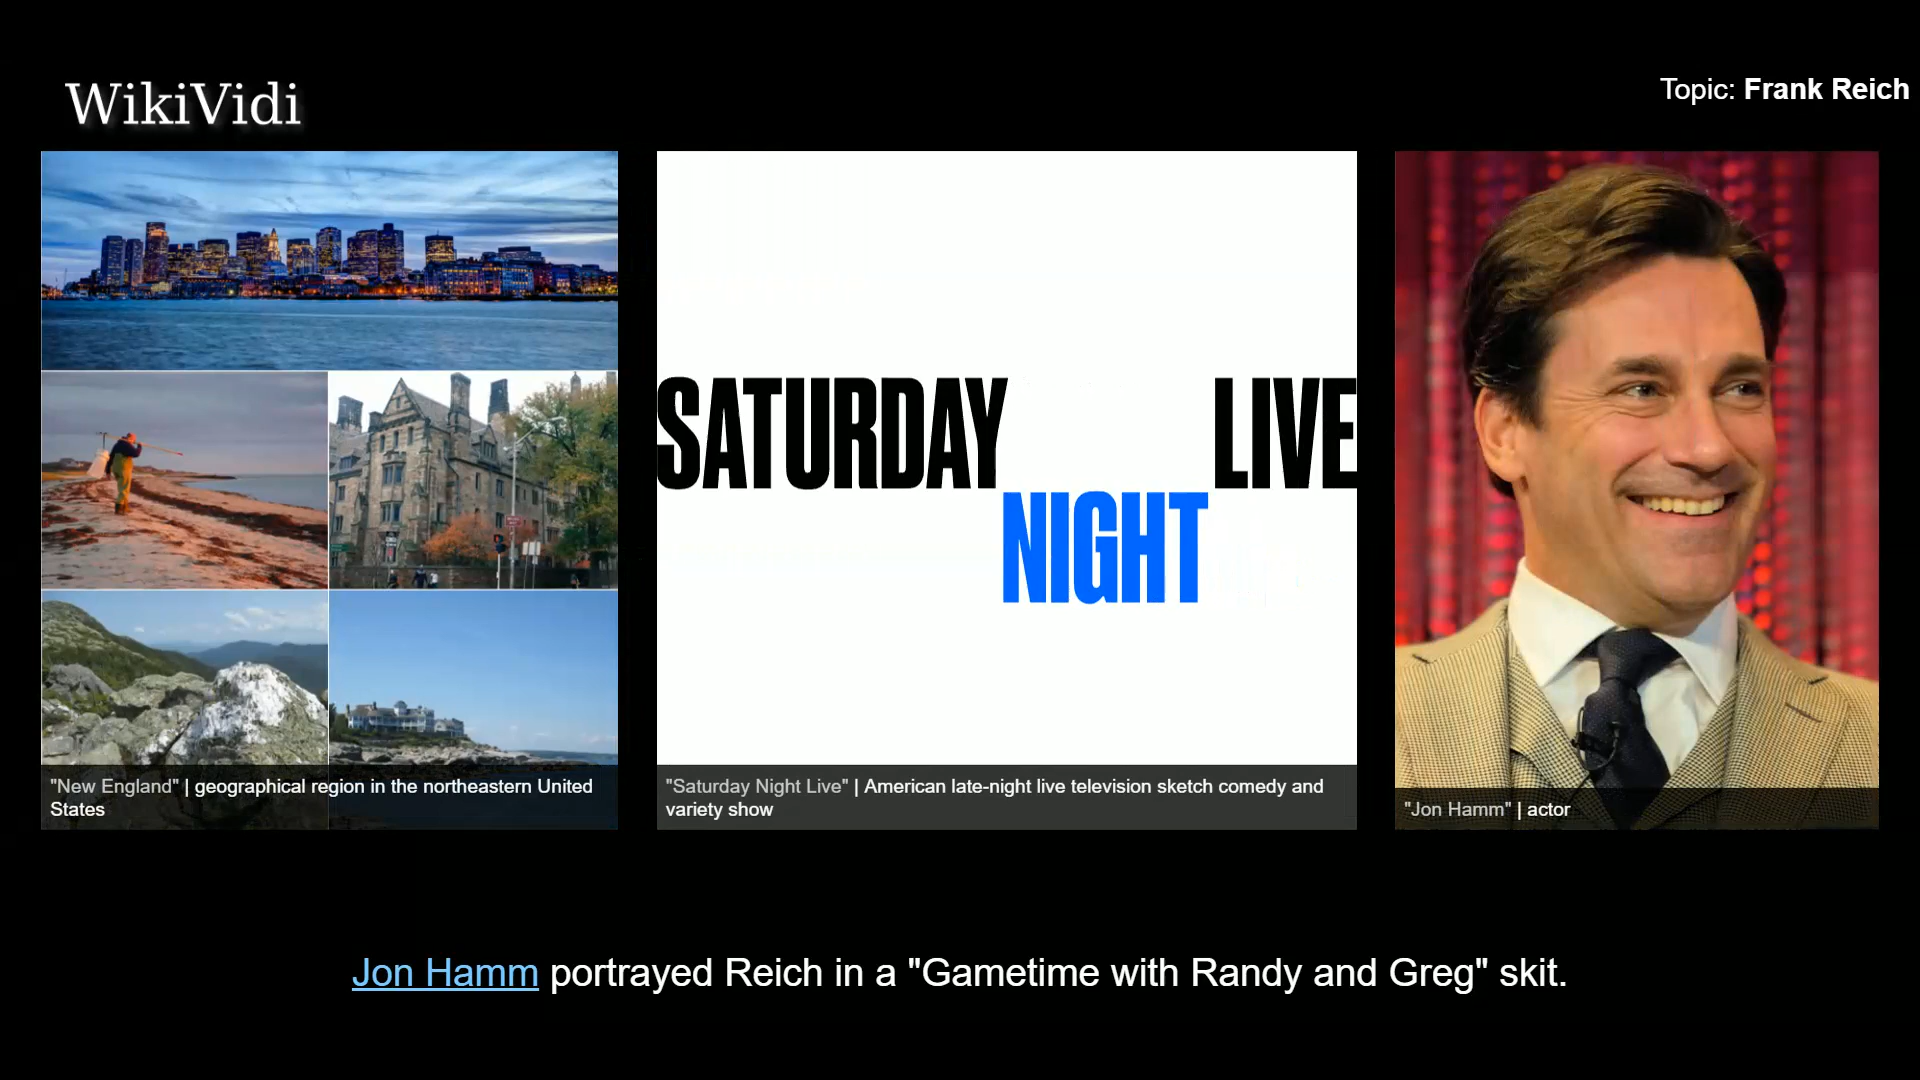 WikiVidi
Topic: Frank Reich
SATURDAY LIVE
NIGHT
"New England" | geographical region in the northeastern United
States
"Saturday Night Live" | American late-night live television sketch comedy and
variety show
"Jon Hamm" | actor
Jon Hamm portrayed Reich in a "Gametime with Randy and Greg" skit.